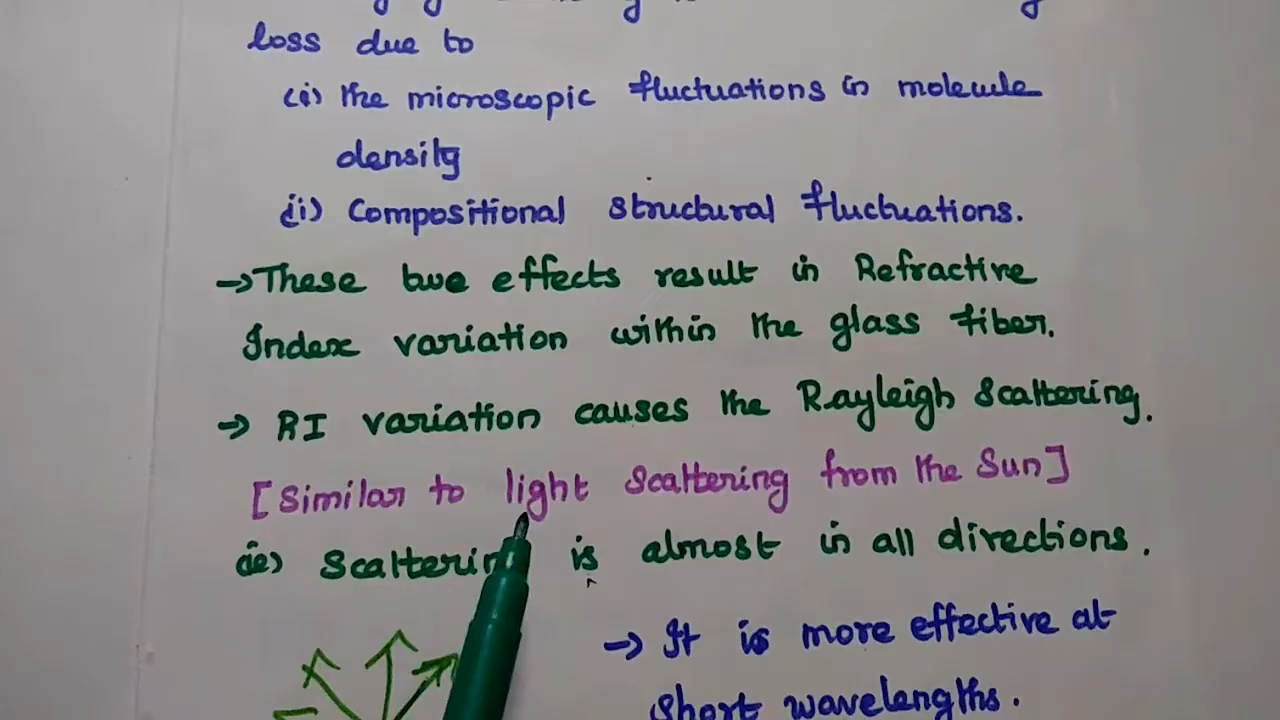 loss due to
(i) the microscopic fluctuations in molecule
density
(ii) Compositional structural fluctuations.
→ These two effects result in Refractive
Index variation within the glass fiber.
→ RI variation causes the Rayleigh Scattering.
[Similar to light scattering from the Sun]
(ie) Scattering is almost in all directions.
→ It is more effective at
short wavelengths.